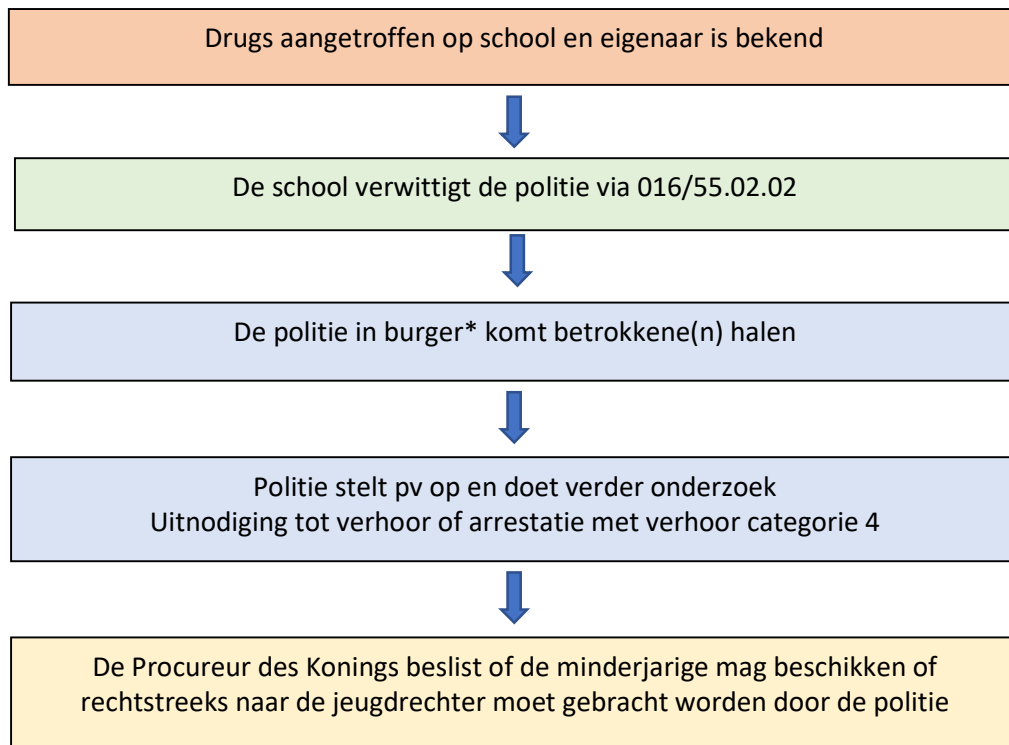 Drugs aangetroffen op school en eigenaar is bekend
De school verwittigt de politie via 016/55.02.02
De politie in burger* komt betrokkene(n) halen
Politie stelt pv op en doet verder onderzoek
Uitnodiging tot verhoor of arrestatie met verhoor categorie 4
De Procureur des Konings beslist of de minderjarige mag beschikken of
rechtstreeks naar de jeugdrechter moet gebracht worden door de politie